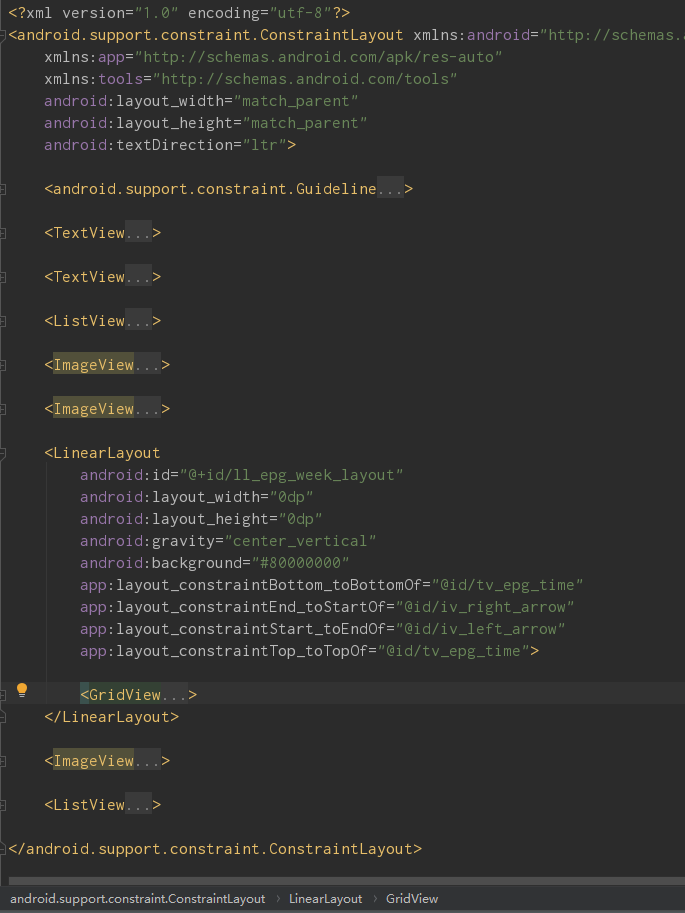 <?xml version="1.0" encoding="utf-8"?>
<android.support.constraint.ConstraintLayout xmlns:android="http://schemas.
    xmlns:app="http://schemas.android.com/apk/res-auto"
    xmlns:tools="http://schemas.android.com/tools"
    android:layout_width="match_parent"
    android:layout_height="match_parent"
    android:textDirection="ltr">
    <android.support.constraint.Guideline...>
    <TextView...>
    <TextView...>
    <ListView...>
    <ImageView...>
    <ImageView...>
    <LinearLayout
        android:id="@+id/ll_epg_week_layout"
        android:layout_width="0dp"
        android:layout_height="0dp"
        android:gravity="center_vertical"
        android:background="#80000000"
        app:layout_constraintBottom_toBottomOf="@id/tv_epg_time"
        app:layout_constraintEnd_toStartOf="@id/iv_right_arrow"
        app:layout_constraintStart_toEndOf="@id/iv_left_arrow"
        app:layout_constraintTop_toTopOf="@id/tv_epg_time">
        <GridView...>
    </LinearLayout>
    <ImageView...>
    <ListView...>
</android.support.constraint.ConstraintLayout>
android.support.constraint.ConstraintLayout › LinearLayout › GridView